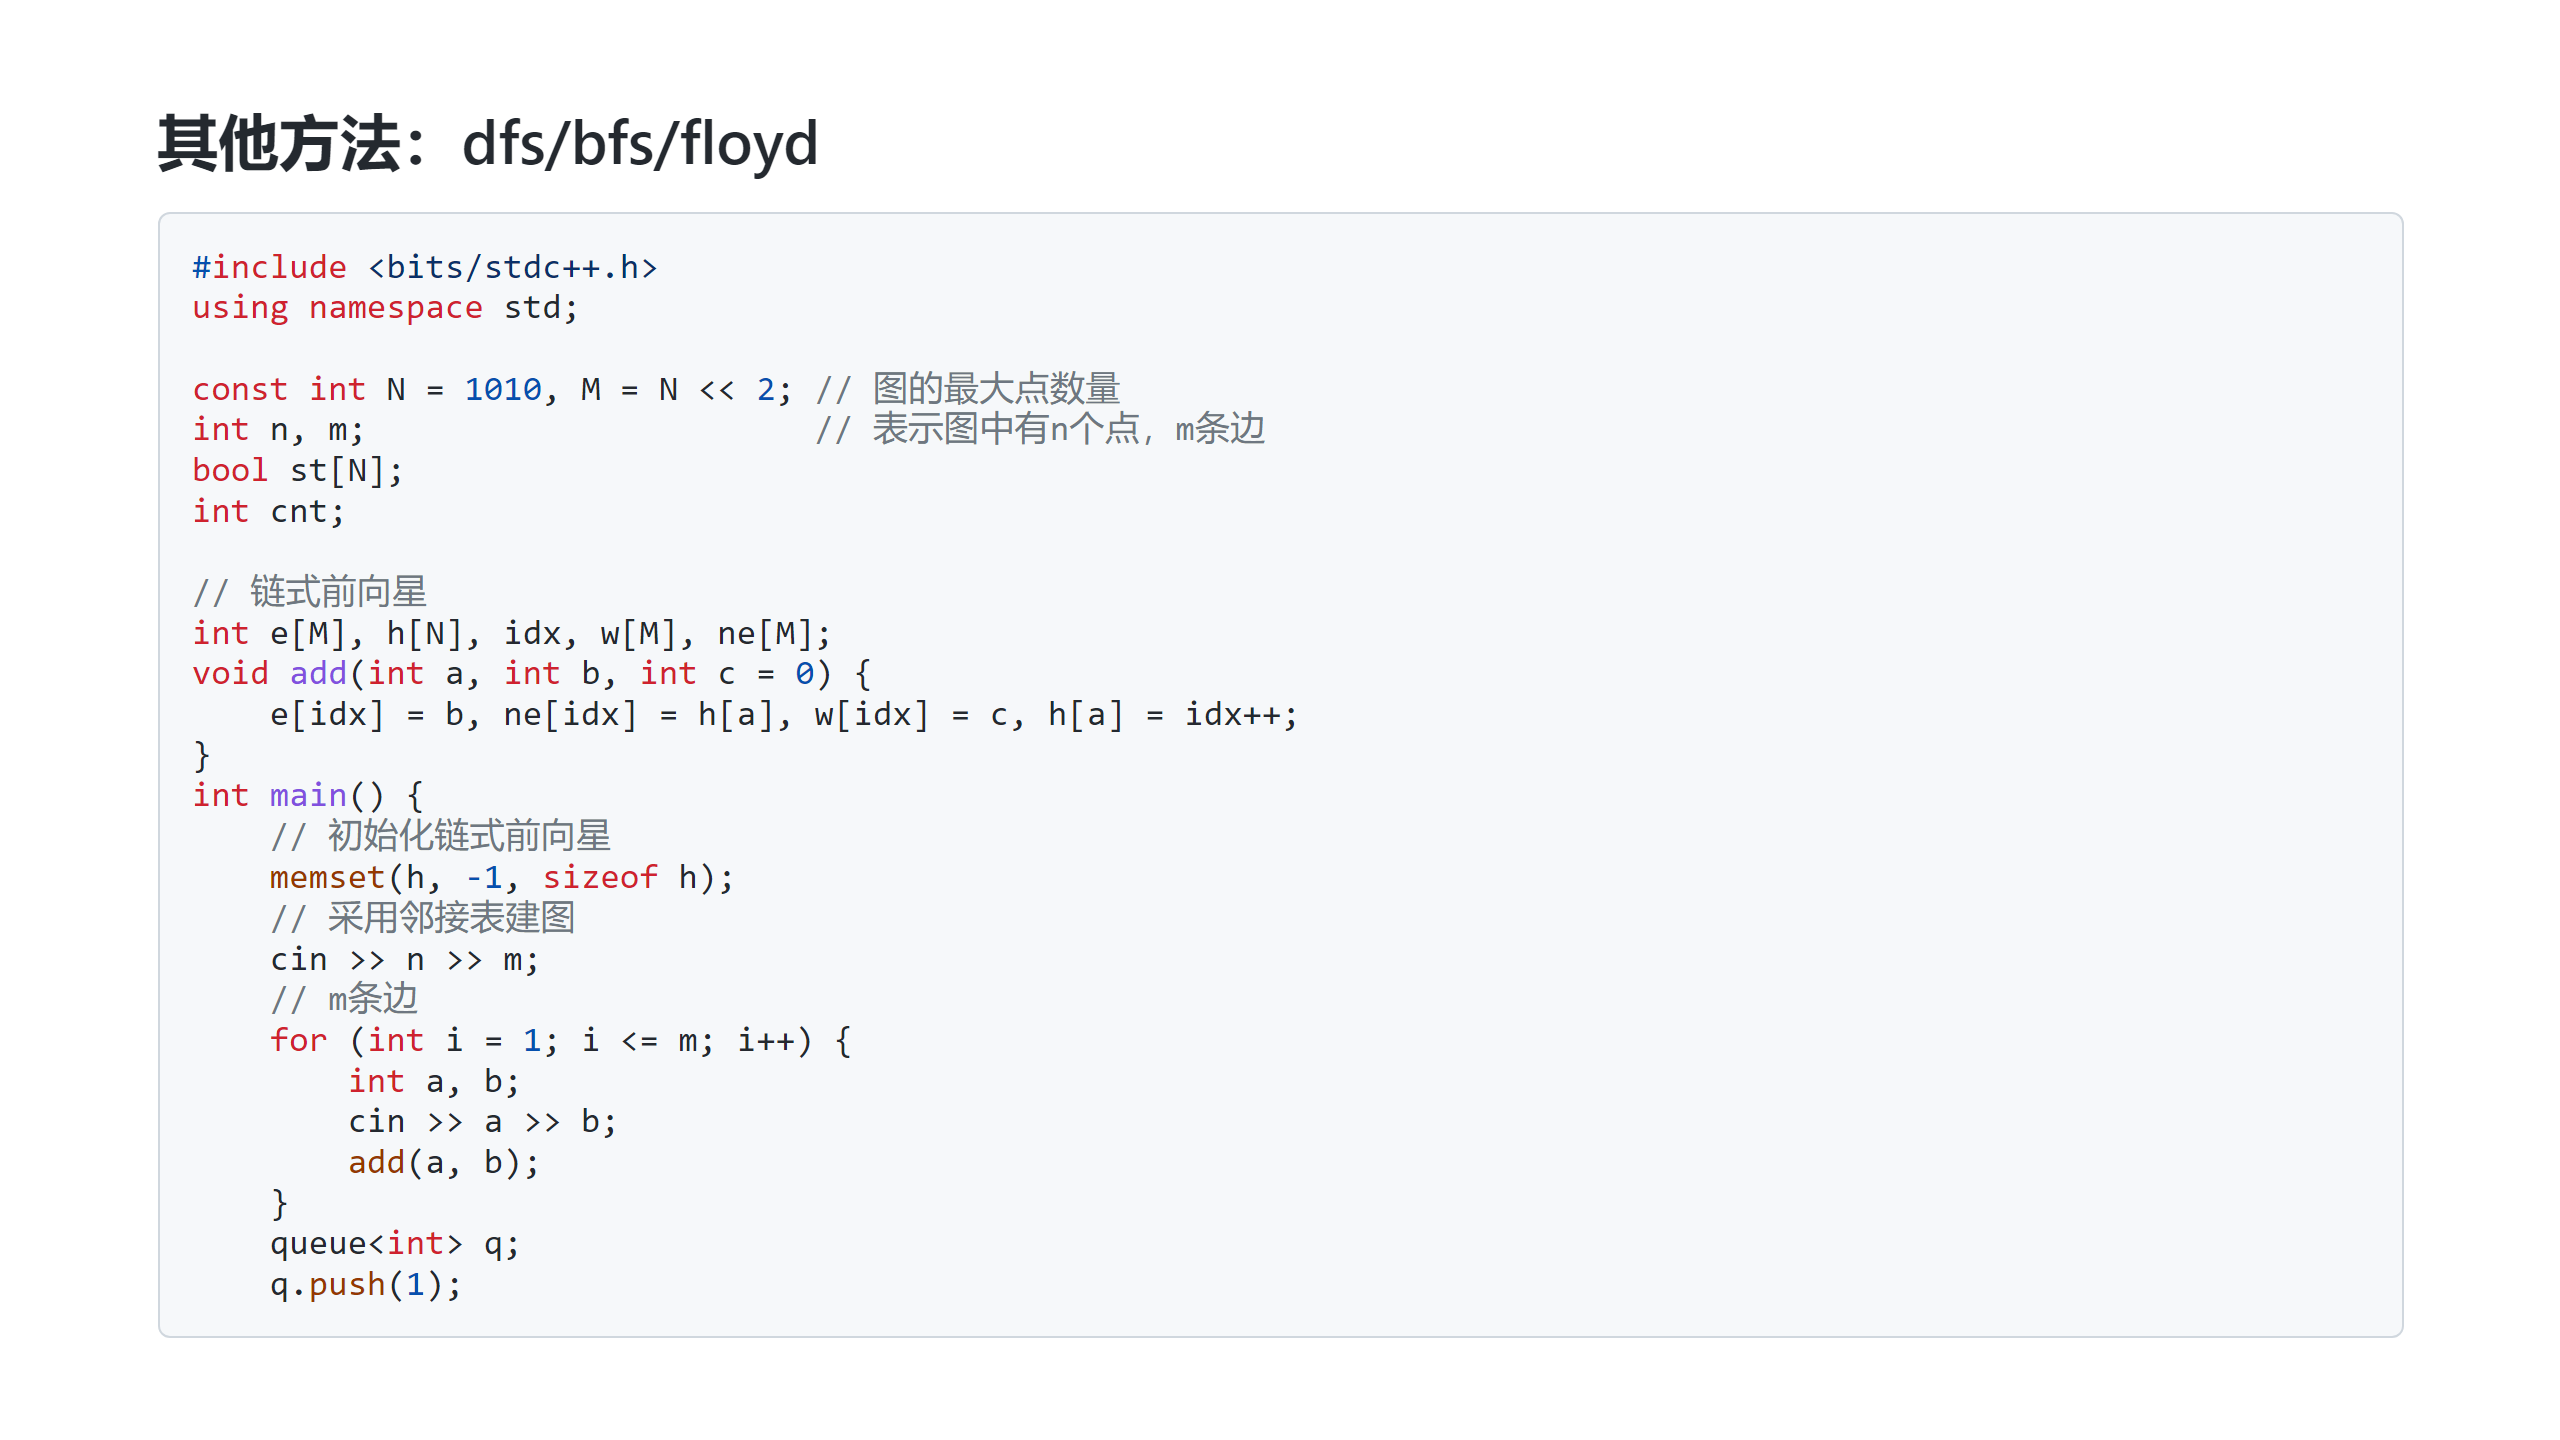 其他方法：dfs/bfs/floyd
#include <bits/stdc++.h>
using namespace std;

const int N = 1010, M = N << 2; // 图的最大点数量
int n, m;                       // 表示图中有n个点，m条边
bool st[N];
int cnt;

// 链式前向星
int e[M], h[N], idx, w[M], ne[M];
void add(int a, int b, int c = 0) {
    e[idx] = b, ne[idx] = h[a], w[idx] = c, h[a] = idx++;
}
int main() {
    // 初始化链式前向星
    memset(h, -1, sizeof h);
    // 采用邻接表建图
    cin >> n >> m;
    // m条边
    for (int i = 1; i <= m; i++) {
        int a, b;
        cin >> a >> b;
        add(a, b);
    }
    queue<int> q;
    q.push(1);